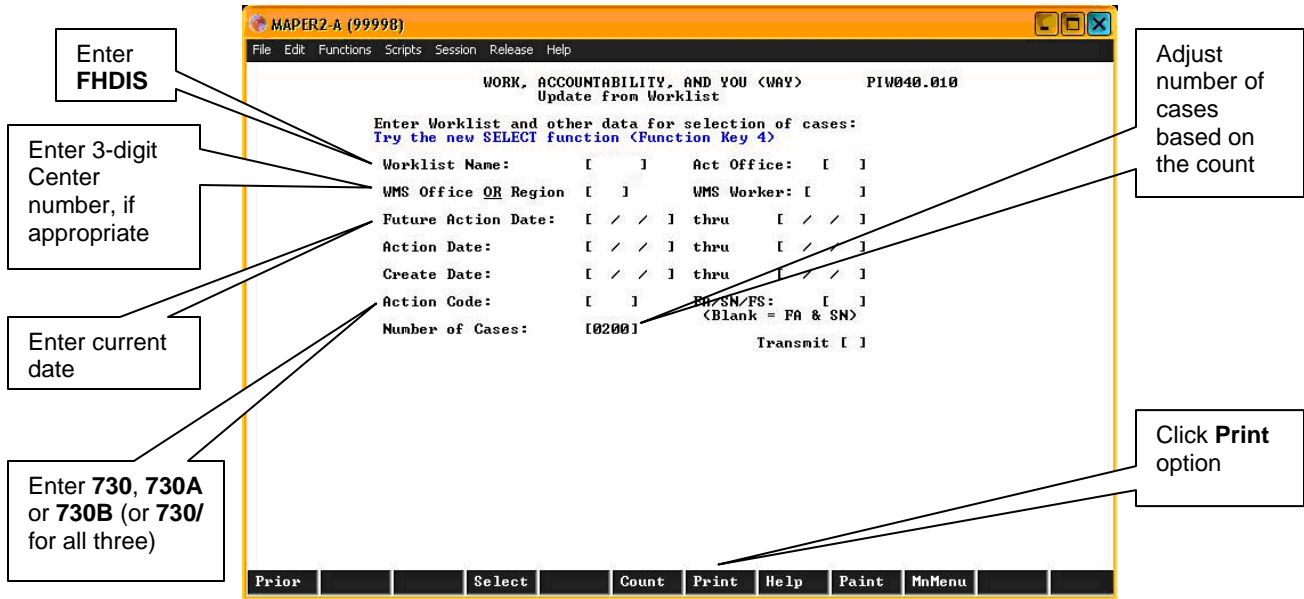 MAPER2-A (99998)
File Edit Functions Scripts Session Release Help
WORK, ACCOUNTABILITY, AND YOU (WAY) PIW040.010
Update from Worklist
Enter Worklist and other data for selection of cases:
Try the new SELECT function (Function Key 4)
Worklist Name: [ ] Act Office: [ ]
WMS Office OR Region [ ] WMS Worker: [ ]
Future Action Date: [ / / ] thru [ / / ]
Action Date: [ / / ] thru [ / / ]
Create Date: [ / / ] thru [ / / ]
Action Code: [ ] FA/SN/FS: [ ]
(Blank = FA & SN)
Number of Cases: [0200]
Transmit [ ]
Prior Select Count Print Help Paint MnMenu
Enter
FHDIS
Enter 3-digit
Center
number, if
appropriate
Enter current
date
Enter 730, 730A
or 730B (or 730/
for all three)
Adjust
number of
cases
based on
the count
Click Print
option